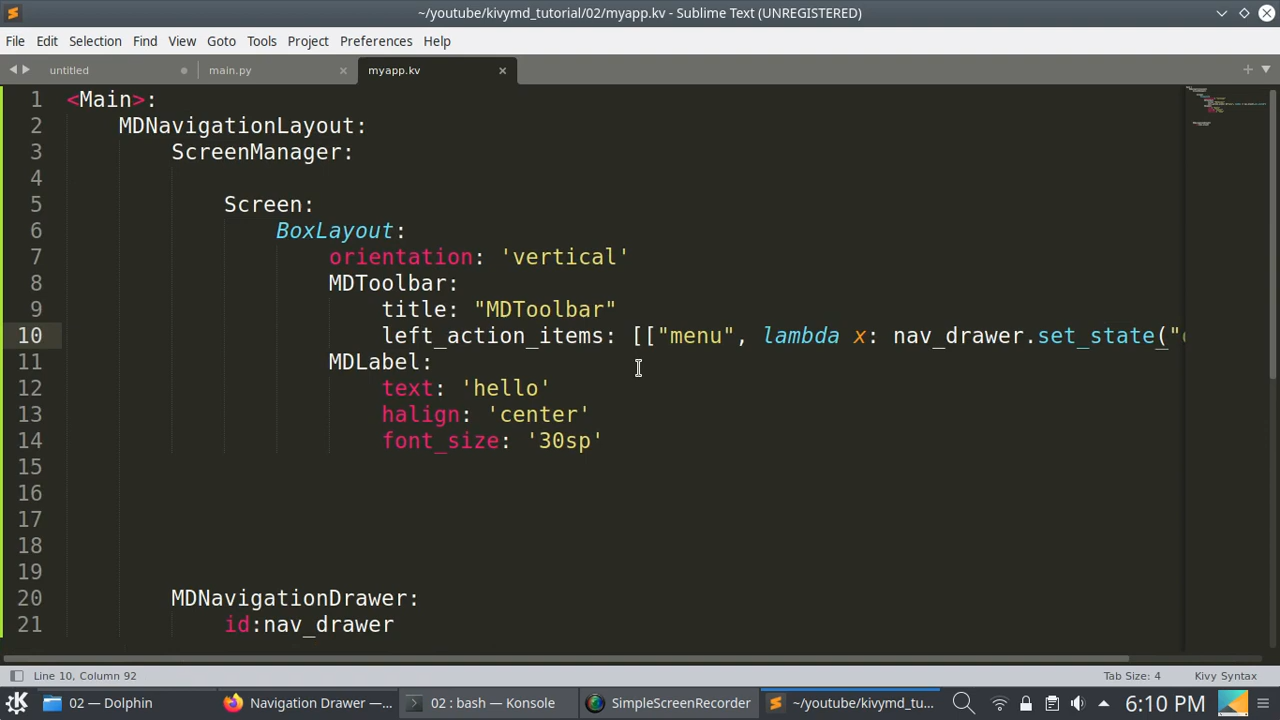 ~/youtube/kivymd_tutorial/02/myapp.kv - Sublime Text (UNREGISTERED)
File Edit Selection Find View Goto Tools Project Preferences Help
untitled main.py myapp.kv
1 <Main>:
2 MDNavigationLayout:
3 ScreenManager:
4
5 Screen:
6 BoxLayout:
7 orientation: 'vertical'
8 MDToolbar:
9 title: "MDToolbar"
10 left_action_items: [["menu", lambda x: nav_drawer.set_state("
11 MDLabel:
12 text: 'hello'
13 halign: 'center'
14 font_size: '30sp'
15
16
17
18
19
20 MDNavigationDrawer:
21 id:nav_drawer
Line 10, Column 92 Tab Size: 4 Kivy Syntax
02 — Dolphin Navigation Drawer —... 02 : bash — Konsole SimpleScreenRecorder ~/youtube/kivymd_tu... 6:10 PM